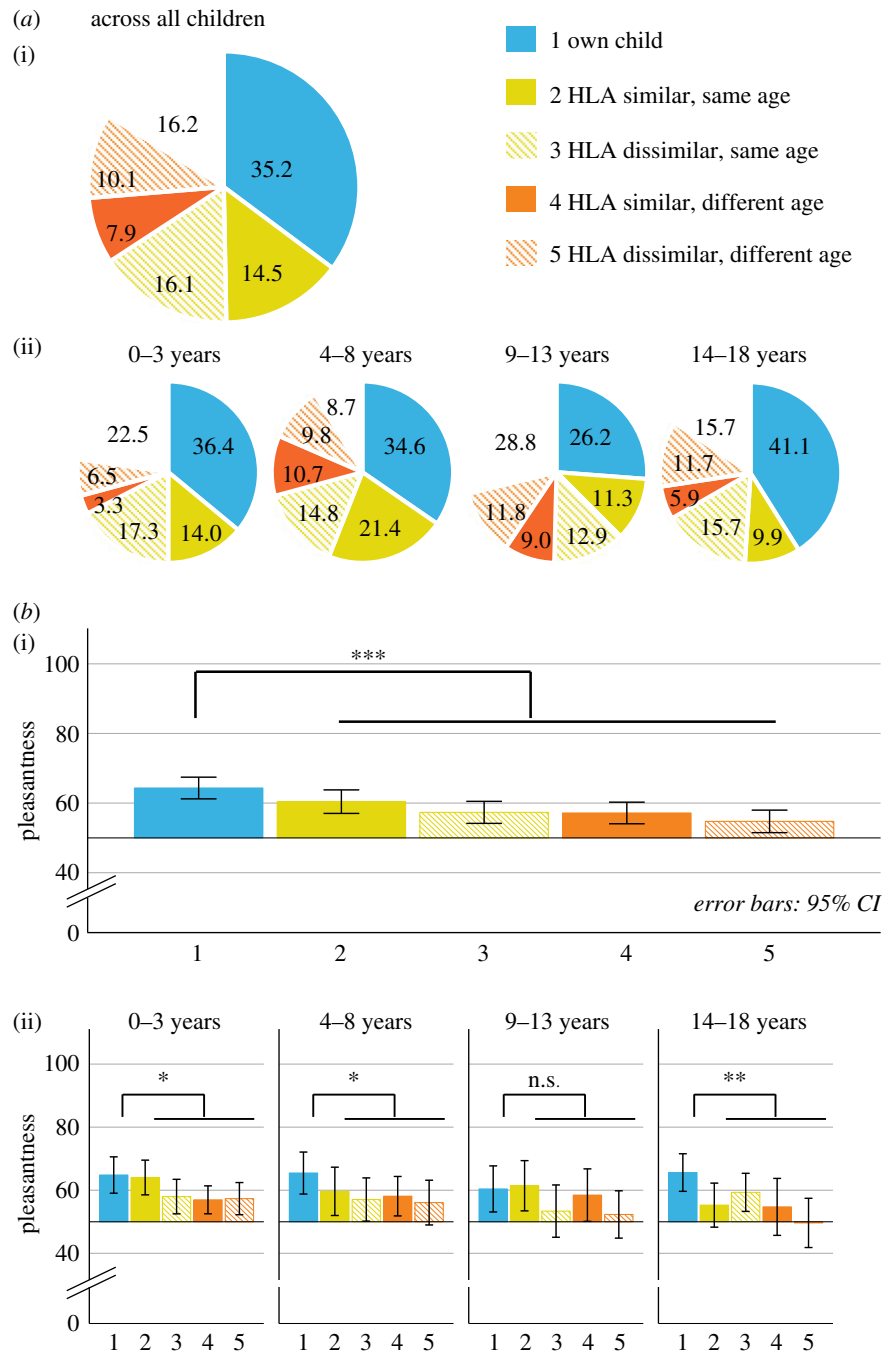 (a) across all children
(i)
16.2
35.2
10.1
7.9
16.1
14.5
1 own child
2 HLA similar, same age
3 HLA dissimilar, same age
4 HLA similar, different age
5 HLA dissimilar, different age
(ii)
0–3 years 4–8 years 9–13 years 14–18 years
22.5 36.4 6.5 3.3 17.3 14.0
8.7 34.6 9.8 10.7 14.8 21.4
28.8 26.2 11.3 11.8 9.0 12.9
15.7 41.1 11.7 5.9 15.7 9.9
(b)
(i)
pleasantness
100
80
60
40
0
***
error bars: 95% CI
1 2 3 4 5
(ii)
0–3 years 4–8 years 9–13 years 14–18 years
pleasantness
100
80
60
40
0
* * n.s. **
1 2 3 4 5 1 2 3 4 5 1 2 3 4 5 1 2 3 4 5